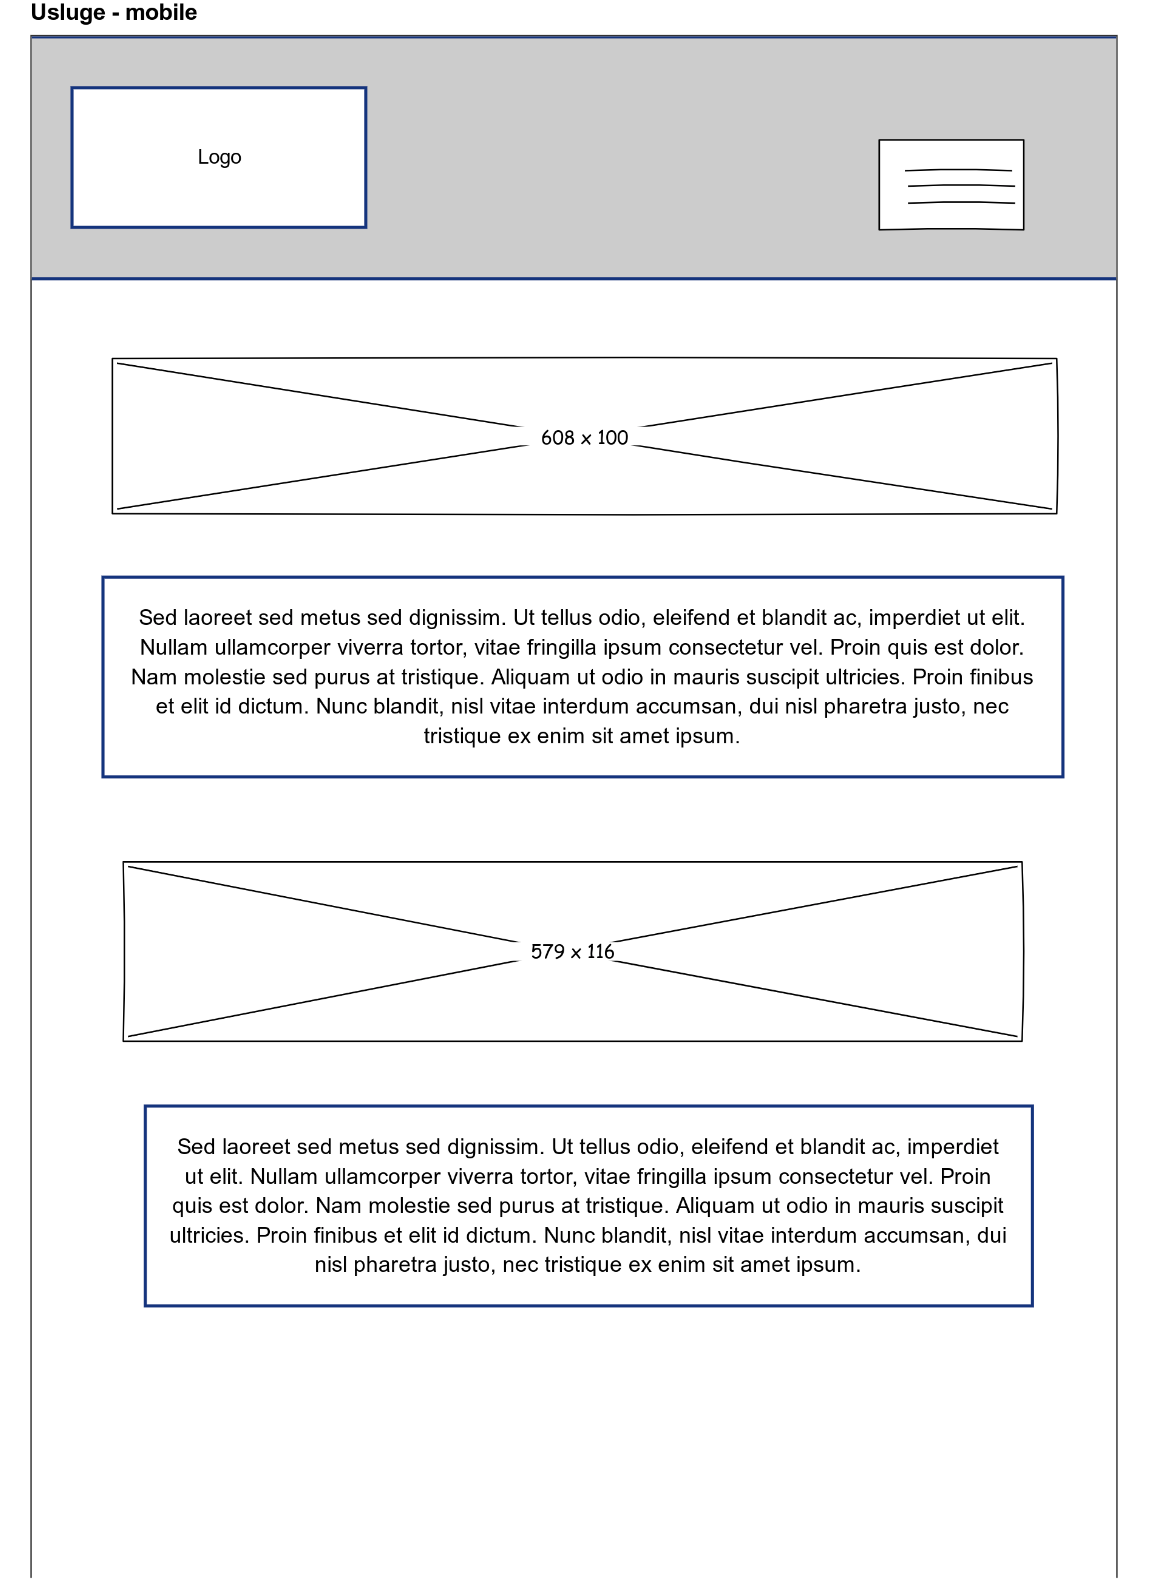 Usluge - mobile
Logo
608 x 100
Sed laoreet sed metus sed dignissim. Ut tellus odio, eleifend et blandit ac, imperdiet ut elit.
Nullam ullamcorper viverra tortor, vitae fringilla ipsum consectetur vel. Proin quis est dolor.
Nam molestie sed purus at tristique. Aliquam ut odio in mauris suscipit ultricies. Proin finibus
et elit id dictum. Nunc blandit, nisl vitae interdum accumsan, dui nisl pharetra justo, nec
tristique ex enim sit amet ipsum.
579 x 116
Sed laoreet sed metus sed dignissim. Ut tellus odio, eleifend et blandit ac, imperdiet
ut elit. Nullam ullamcorper viverra tortor, vitae fringilla ipsum consectetur vel. Proin
quis est dolor. Nam molestie sed purus at tristique. Aliquam ut odio in mauris suscipit
ultricies. Proin finibus et elit id dictum. Nunc blandit, nisl vitae interdum accumsan, dui
nisl pharetra justo, nec tristique ex enim sit amet ipsum.